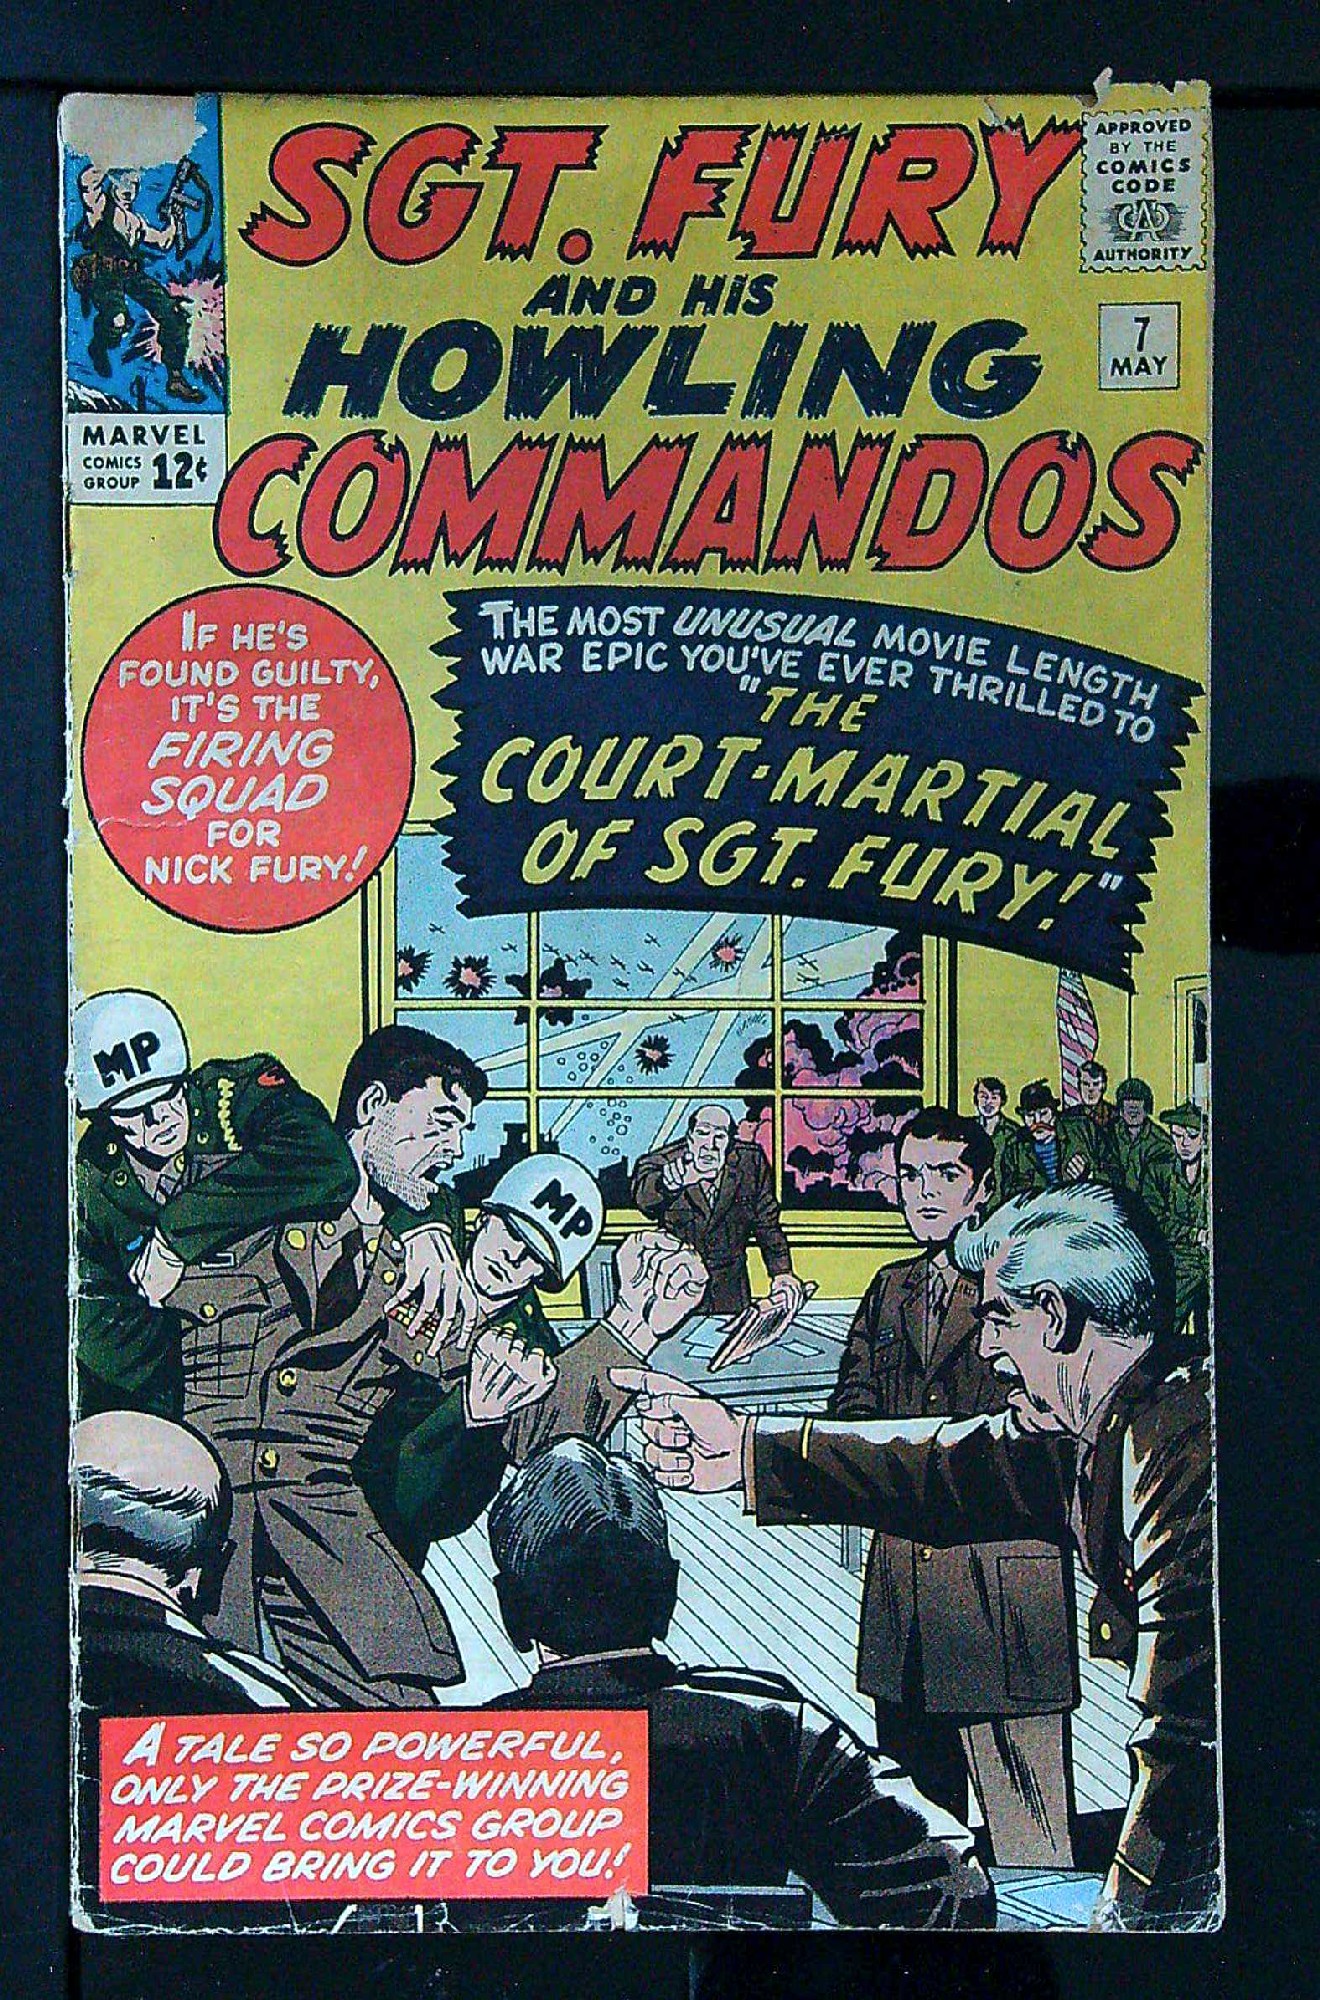 SGT. FURY
AND HIS
HOWLING
COMMANDOS
APPROVED
BY THE
COMICS
CODE
CA
AUTHORITY
7
MAY
MARVEL
COMICS
GROUP 12¢
IF HE'S
FOUND GUILTY,
IT'S THE
FIRING
SQUAD
FOR
NICK FURY!
THE MOST UNUSUAL MOVIE LENGTH
WAR EPIC YOU'VE EVER THRILLED TO
"THE
COURT-MARTIAL
OF SGT. FURY!"
MP
MP
A TALE SO POWERFUL,
ONLY THE PRIZE-WINNING
MARVEL COMICS GROUP
COULD BRING IT TO YOU!